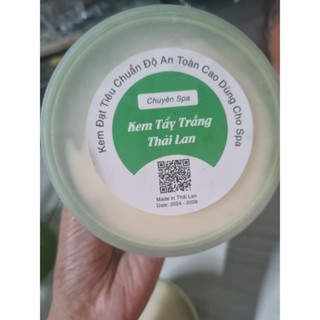 Kem Đạt Tiêu Chuẩn Độ An Toàn Cao Dùng Cho Spa
Chuyên Spa
Kem Tẩy Trắng
Thái Lan
Made in Thái Lan
Date: 2024 - 2028